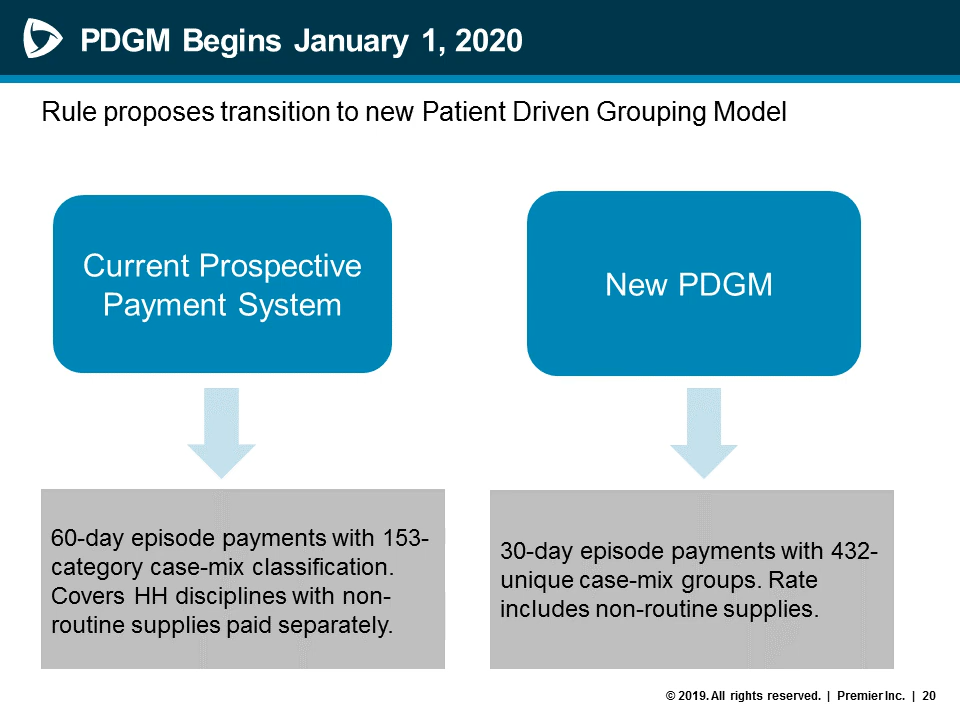 PDGM Begins January 1, 2020
Rule proposes transition to new Patient Driven Grouping Model
Current Prospective
Payment System
New PDGM
60-day episode payments with 153-
category case-mix classification.
Covers HH disciplines with non-
routine supplies paid separately.
30-day episode payments with 432-
unique case-mix groups. Rate
includes non-routine supplies.
© 2019. All rights reserved. | Premier Inc. | 20